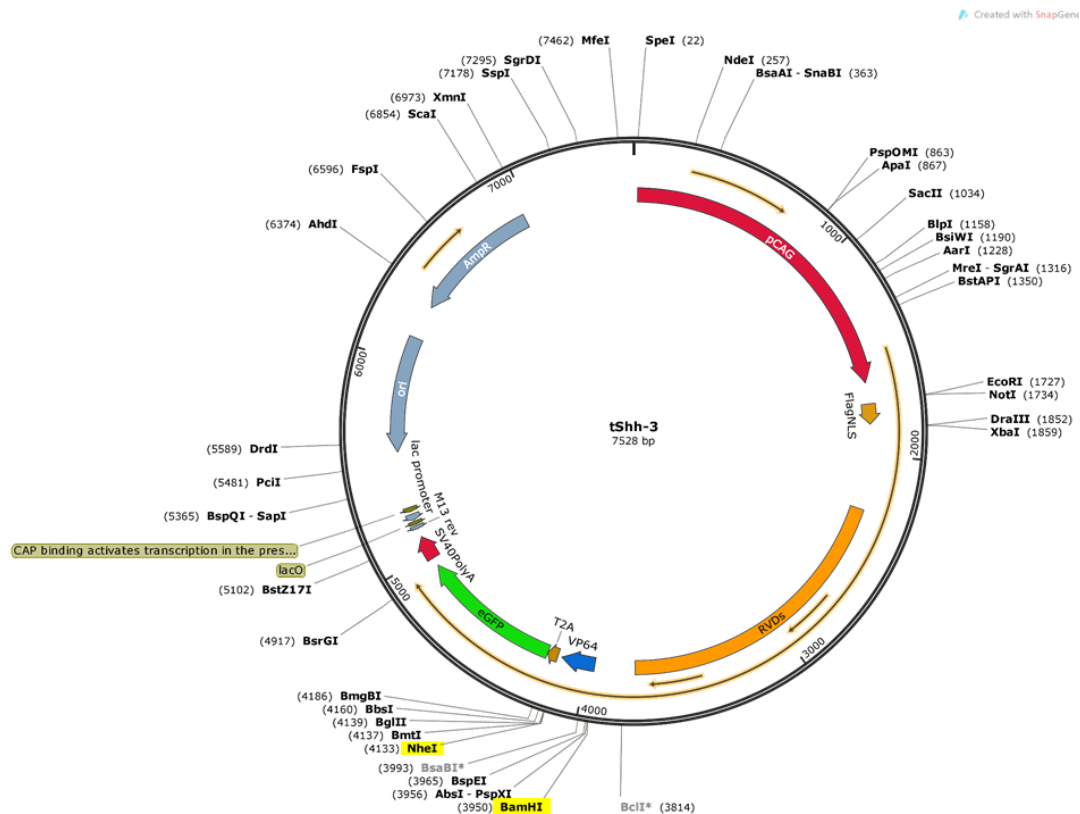 Created with SnapGene
(7462) MfeI
SpeI (22)
(7295) SgrDI
(7178) SspI
NdeI (257)
BsaAI - SnaBI (363)
(6973) XmnI
(6854) ScaI
PspOMI (863)
ApaI (867)
(6596) FspI
SacII (1034)
(6374) AhdI
BlpI (1158)
BsiWI (1190)
AarI (1228)
MreI - SgrAI (1316)
BstAPI (1350)
7000
1000
pCAG
AmpR
6000
ori
EcoRI (1727)
NotI (1734)
FlagNLS
DraIII (1852)
XbaI (1859)
2000
tShh-3
7528 bp
(5589) DrdI
(5481) PciI
(5365) BspQI - SapI
lac promoter
M13 rev
SV40PolyA
CAP binding activates transcription in the pres...
lacO
(5102) BstZ17I
5000
(4917) BsrGI
eGFP
T2A
VP64
RVDs
3000
4000
(4186) BmgBI
(4160) BbsI
(4139) BglII
(4137) BmtI
(4133) NheI
(3993) BsaBI*
(3965) BspEI
(3956) AbsI - PspXI
(3950) BamHI
BclI* (3814)